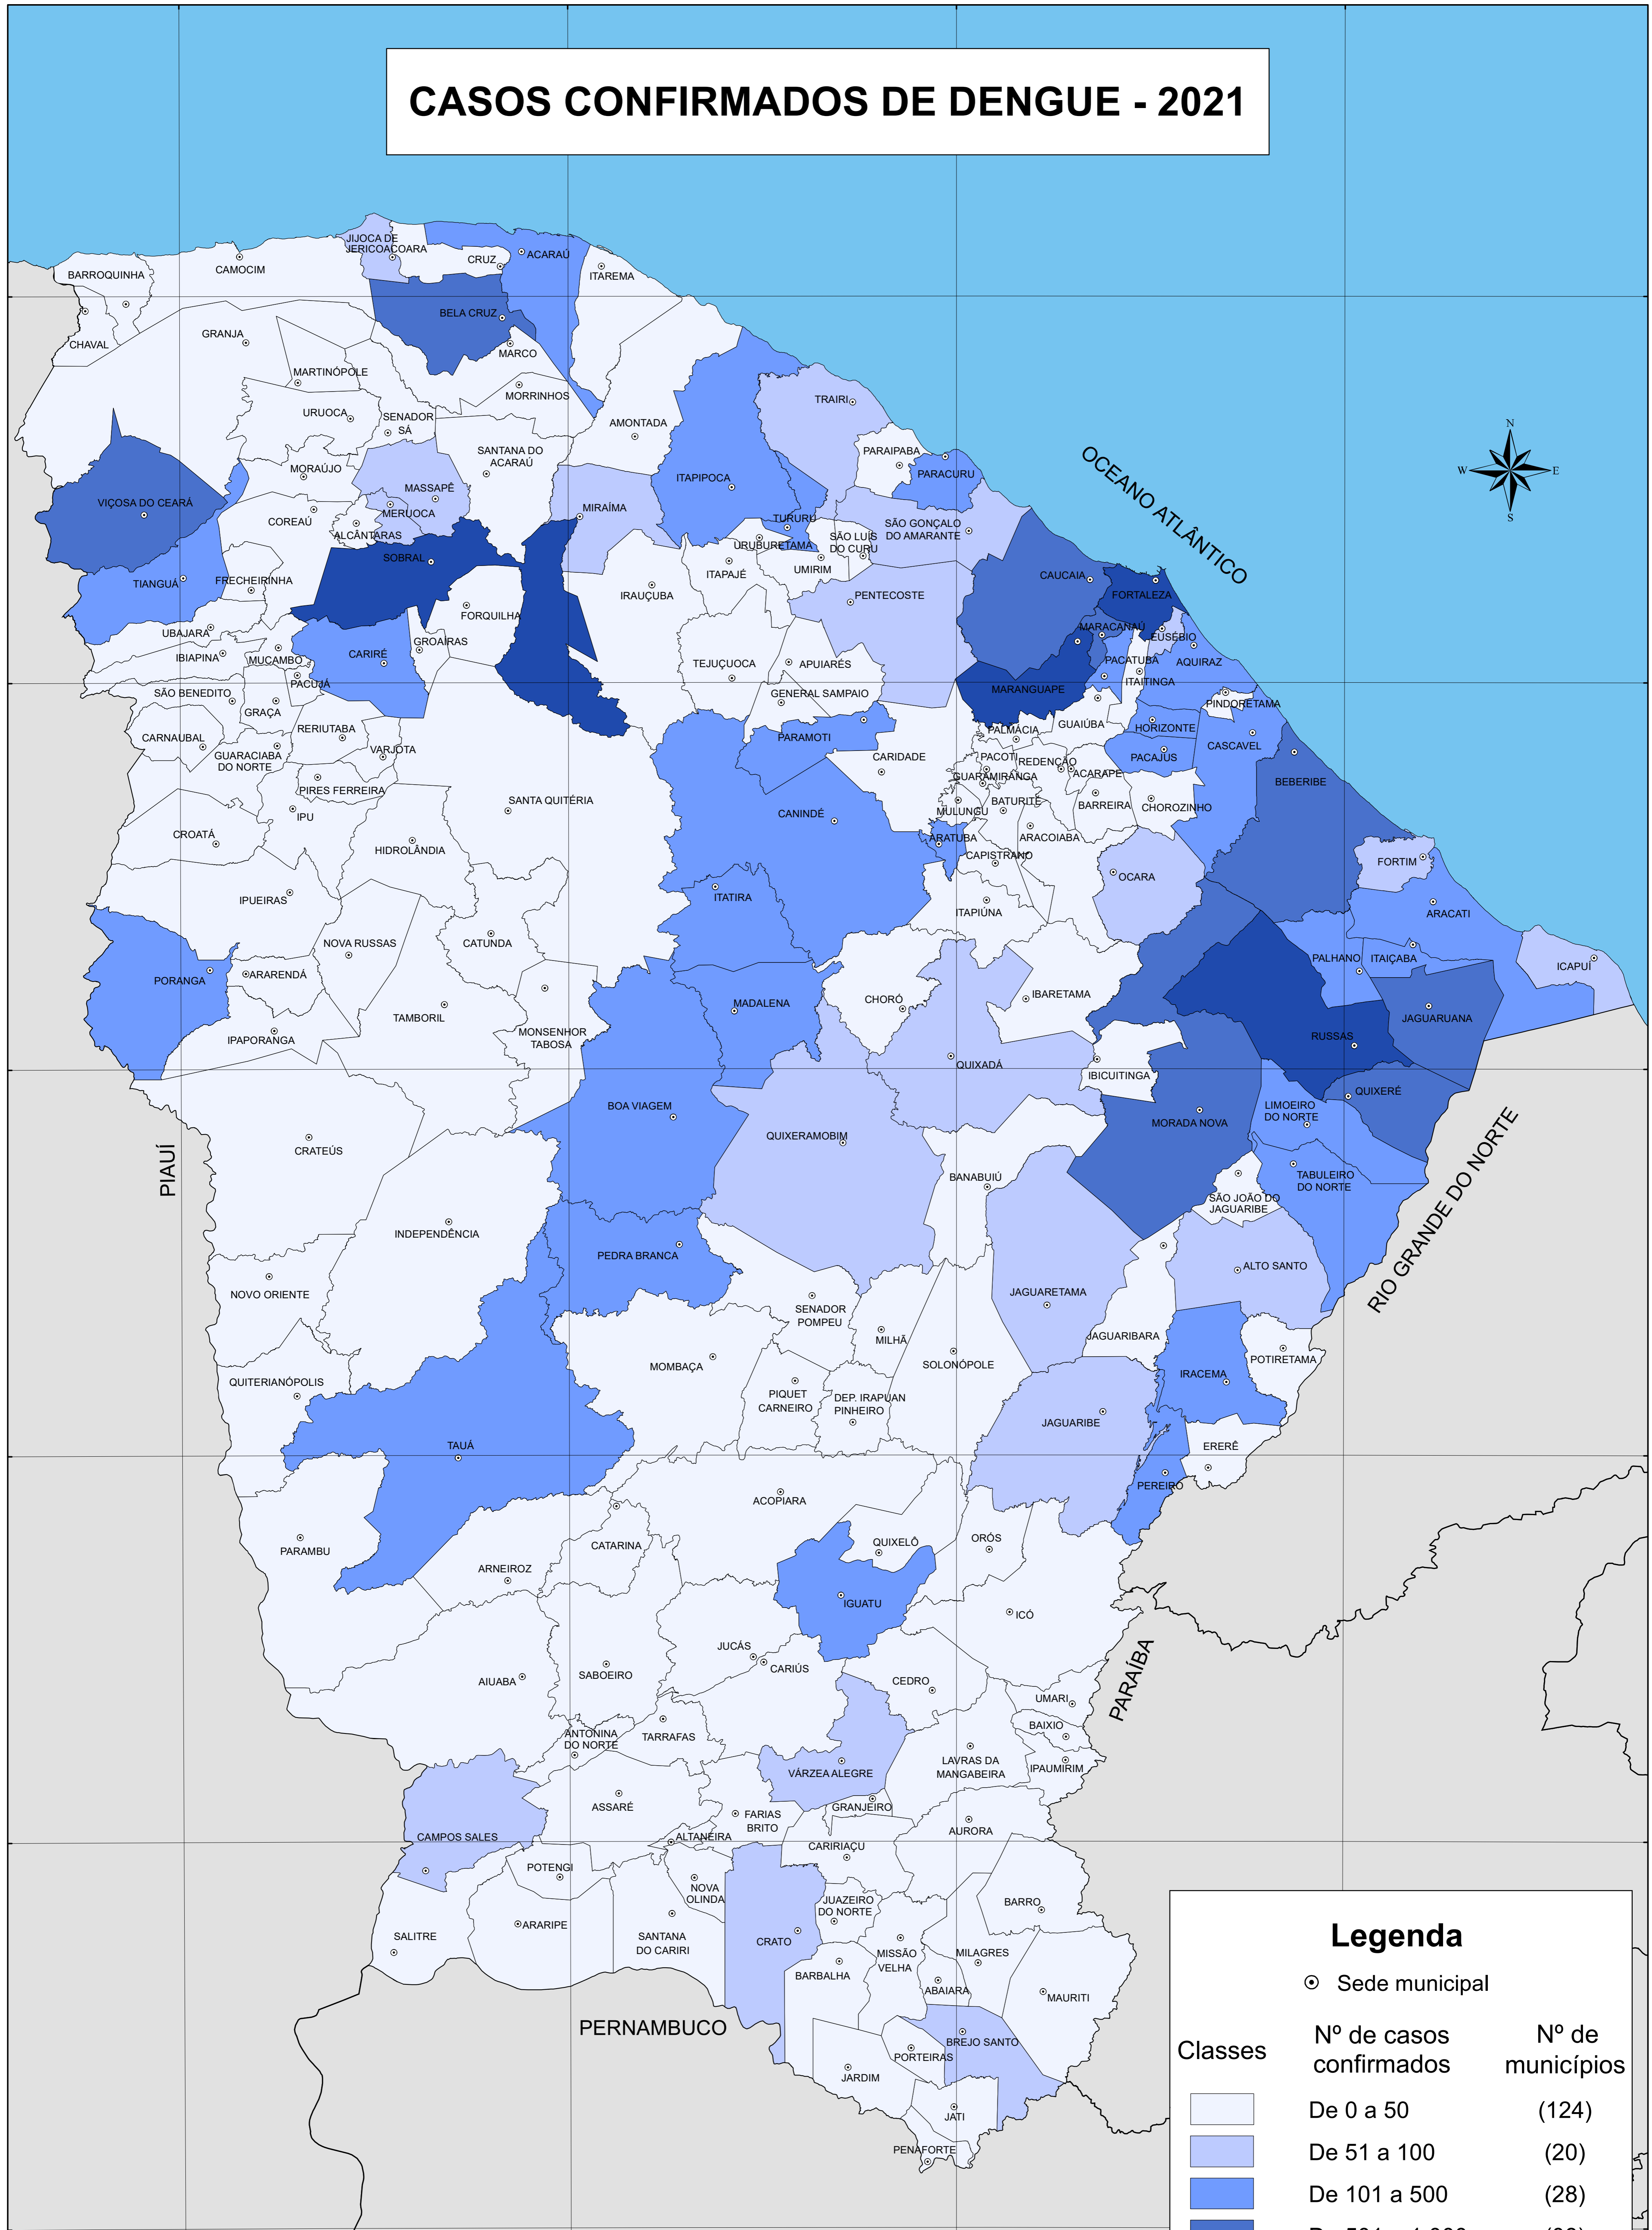 CASOS CONFIRMADOS DE DENGUE - 2021
JIJOCA DE
JERICOACOARA
CRUZ
ACARAÚ
ITAREMA
CAMOCIM
BARROQUINHA
CHAVAL
BELA CRUZ
GRANJA
MARCO
MARTINÓPOLE
MORRINHOS
URUOCA
SENADOR
SÁ
AMONTADA
TRAIRI
SANTANA DO
ACARAÚ
PARAIPABA
PARACURU
MORAÚJO
MASSAPÊ
ITAPIPOCA
OCEANO ATLÂNTICO
N
W
E
S
VIÇOSA DO CEARÁ
MERUOCA
MIRAÍMA
COREAÚ
ALCÂNTARAS
TURURU
SÃO GONÇALO
DO AMARANTE
SÃO LUÍS
DO CURU
URUBURETAMA
SOBRAL
UMIRIM
ITAPAJÉ
CAUCAIA
FORTALEZA
TIANGUÁ
FRECHEIRINHA
IRAUÇUBA
PENTECOSTE
FORQUILHA
MARACANAÚ
EUSÉBIO
UBAJARA
GROAÍRAS
IBIAPINA
MUCAMBO
CARIRÉ
TEJUÇUOCA
APUIARÉS
PACATUBA
AQUIRAZ
ITAITINGA
PACUJÁ
MARANGUAPE
SÃO BENEDITO
GENERAL SAMPAIO
PINDORETAMA
GRAÇA
GUAIÚBA
HORIZONTE
RERIUTABA
PALMÁCIA
CARNAUBAL
PARAMOTI
CASCAVEL
VARJOTA
GUARACIABA
DO NORTE
CARIDADE
PACOTI
REDENÇÃO
PACAJUS
GUARAMIRANGA
ACARAPE
BEBERIBE
PIRES FERREIRA
SANTA QUITÉRIA
MULUNGU
BATURITÉ
BARREIRA
CHOROZINHO
IPU
CANINDÉ
CROATÁ
ARATUBA
ARACOIABA
HIDROLÂNDIA
CAPISTRANO
FORTIM
OCARA
ITATIRA
IPUEIRAS
ITAPIÚNA
ARACATI
NOVA RUSSAS
CATUNDA
PALHANO
ITAIÇABA
ICAPUÍ
PORANGA
ARARENDÁ
IBARETAMA
MADALENA
CHORÓ
TAMBORIL
JAGUARUANA
MONSENHOR
TABOSA
RUSSAS
IPAPORANGA
QUIXADÁ
IBICUITINGA
QUIXERÉ
BOA VIAGEM
LIMOEIRO
DO NORTE
MORADA NOVA
QUIXERAMOBIM
CRATEÚS
PIAUÍ
BANABUIÚ
TABULEIRO
DO NORTE
SÃO JOÃO DO
JAGUARIBE
RIO GRANDE DO NORTE
INDEPENDÊNCIA
PEDRA BRANCA
ALTO SANTO
NOVO ORIENTE
JAGUARETAMA
SENADOR
POMPEU
MILHÃ
JAGUARIBARA
SOLONÓPOLE
POTIRETAMA
MOMBAÇA
IRACEMA
QUITERIANÓPOLIS
PIQUET
CARNEIRO
DEP. IRAPUAN
PINHEIRO
JAGUARIBE
TAUÁ
ERERÊ
PEREIRO
ACOPIARA
PARAMBU
CATARINA
QUIXELÔ
ORÓS
ARNEIROZ
IGUATU
ICÓ
JUCÁS
CARIÚS
SABOEIRO
AIUABA
CEDRO
PARAÍBA
UMARI
BAIXIO
ANTONINA
DO NORTE
TARRAFAS
LAVRAS DA
MANGABEIRA
IPAUMIRIM
VÁRZEA ALEGRE
ASSARÉ
GRANJEIRO
FARIAS
BRITO
AURORA
CAMPOS SALES
ALTANEIRA
CARIRIAÇU
POTENGI
NOVA
OLINDA
JUAZEIRO
DO NORTE
BARRO
ARARIPE
SALITRE
SANTANA
DO CARIRI
CRATO
MISSÃO
VELHA
MILAGRES
BARBALHA
ABAIARA
MAURITI
PERNAMBUCO
BREJO SANTO
PORTEIRAS
JARDIM
JATI
PENAFORTE
Legenda
Sede municipal
Classes
Nº de casos
confirmados
Nº de
municípios
De 0 a 50 (124)
De 51 a 100 (20)
De 101 a 500 (28)